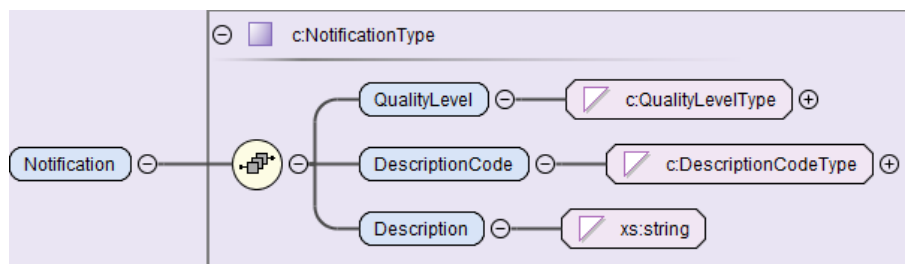 c:NotificationType
QualityLevel
c:QualityLevelType
Notification
DescriptionCode
c:DescriptionCodeType
Description
xs:string